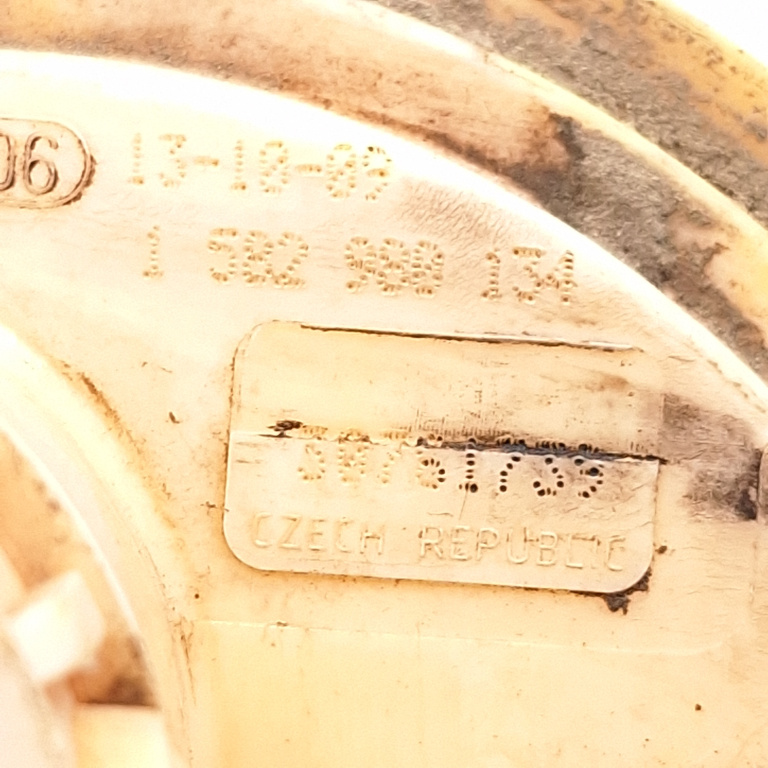 06
13-10-09
1 582 980 134
CZECH REPUBLIC